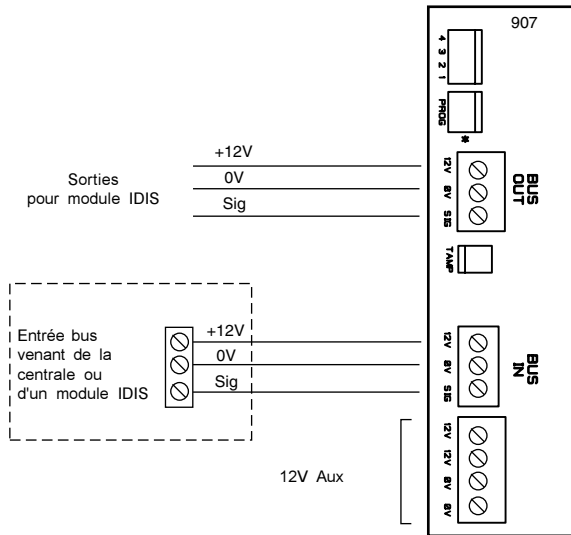 907
4 3 2 1
PROG
*
+12V
0V
Sig
Sorties
pour module IDIS
12V
0V
SIG
BUS
OUT
TAMP
Entrée bus
venant de la
centrale ou
d'un module IDIS
+12V
0V
Sig
12V
0V
SIG
BUS
IN
12V Aux
12V
12V
0V
0V